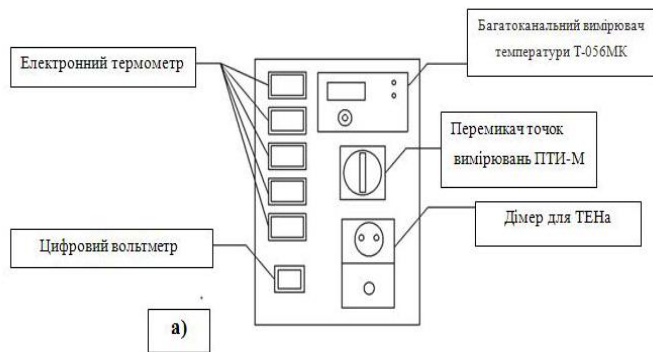 Багатоканальний вимірювач
температури Т-056МК
Електронний термометр
Перемикач точок
вимірювань ПТИ-М
Дімер для ТЕНа
Цифровий вольтметр
а)